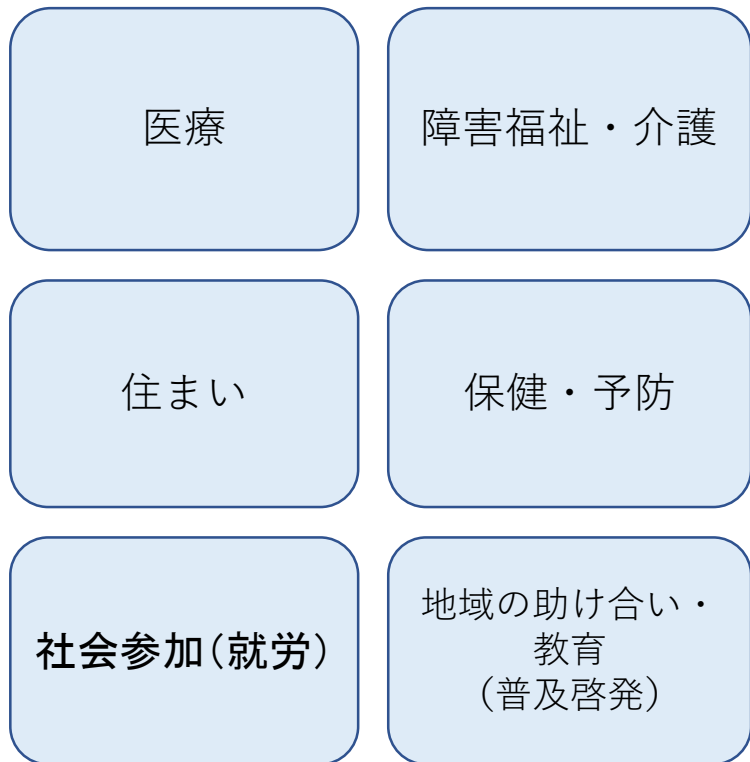 医療
障害福祉・介護
住まい
保健・予防
社会参加(就労)
地域の助け合い・
教育
(普及啓発)